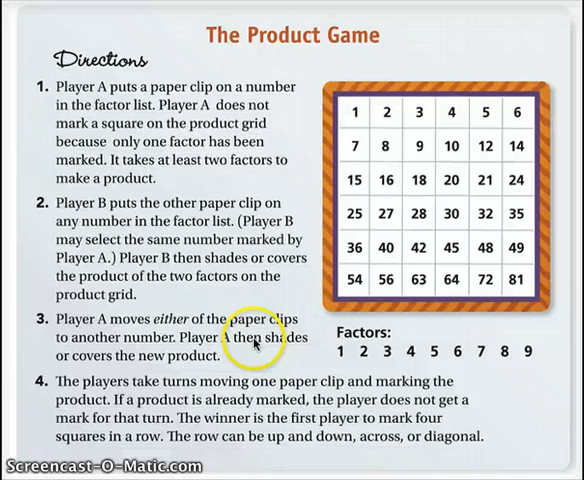 The Product Game
Directions
1. Player A puts a paper clip on a number
in the factor list. Player A does not
mark a square on the product grid
because only one factor has been
marked. It takes at least two factors to
make a product.
2. Player B puts the other paper clip on
any number in the factor list. (Player B
may select the same number marked by
Player A.) Player B then shades or covers
the product of the two factors on the
product grid.
3. Player A moves either of the paper clips
to another number. Player A then shades
or covers the new product.
1 2 3 4 5 6
7 8 9 10 12 14
15 16 18 20 21 24
25 27 28 30 32 35
36 40 42 45 48 49
54 56 63 64 72 81
Factors:
1 2 3 4 5 6 7 8 9
4. The players take turns moving one paper clip and marking the
product. If a product is already marked, the player does not get a
mark for that turn. The winner is the first player to mark four
squares in a row. The row can be up and down, across, or diagonal.
Screencast-O-Matic.com